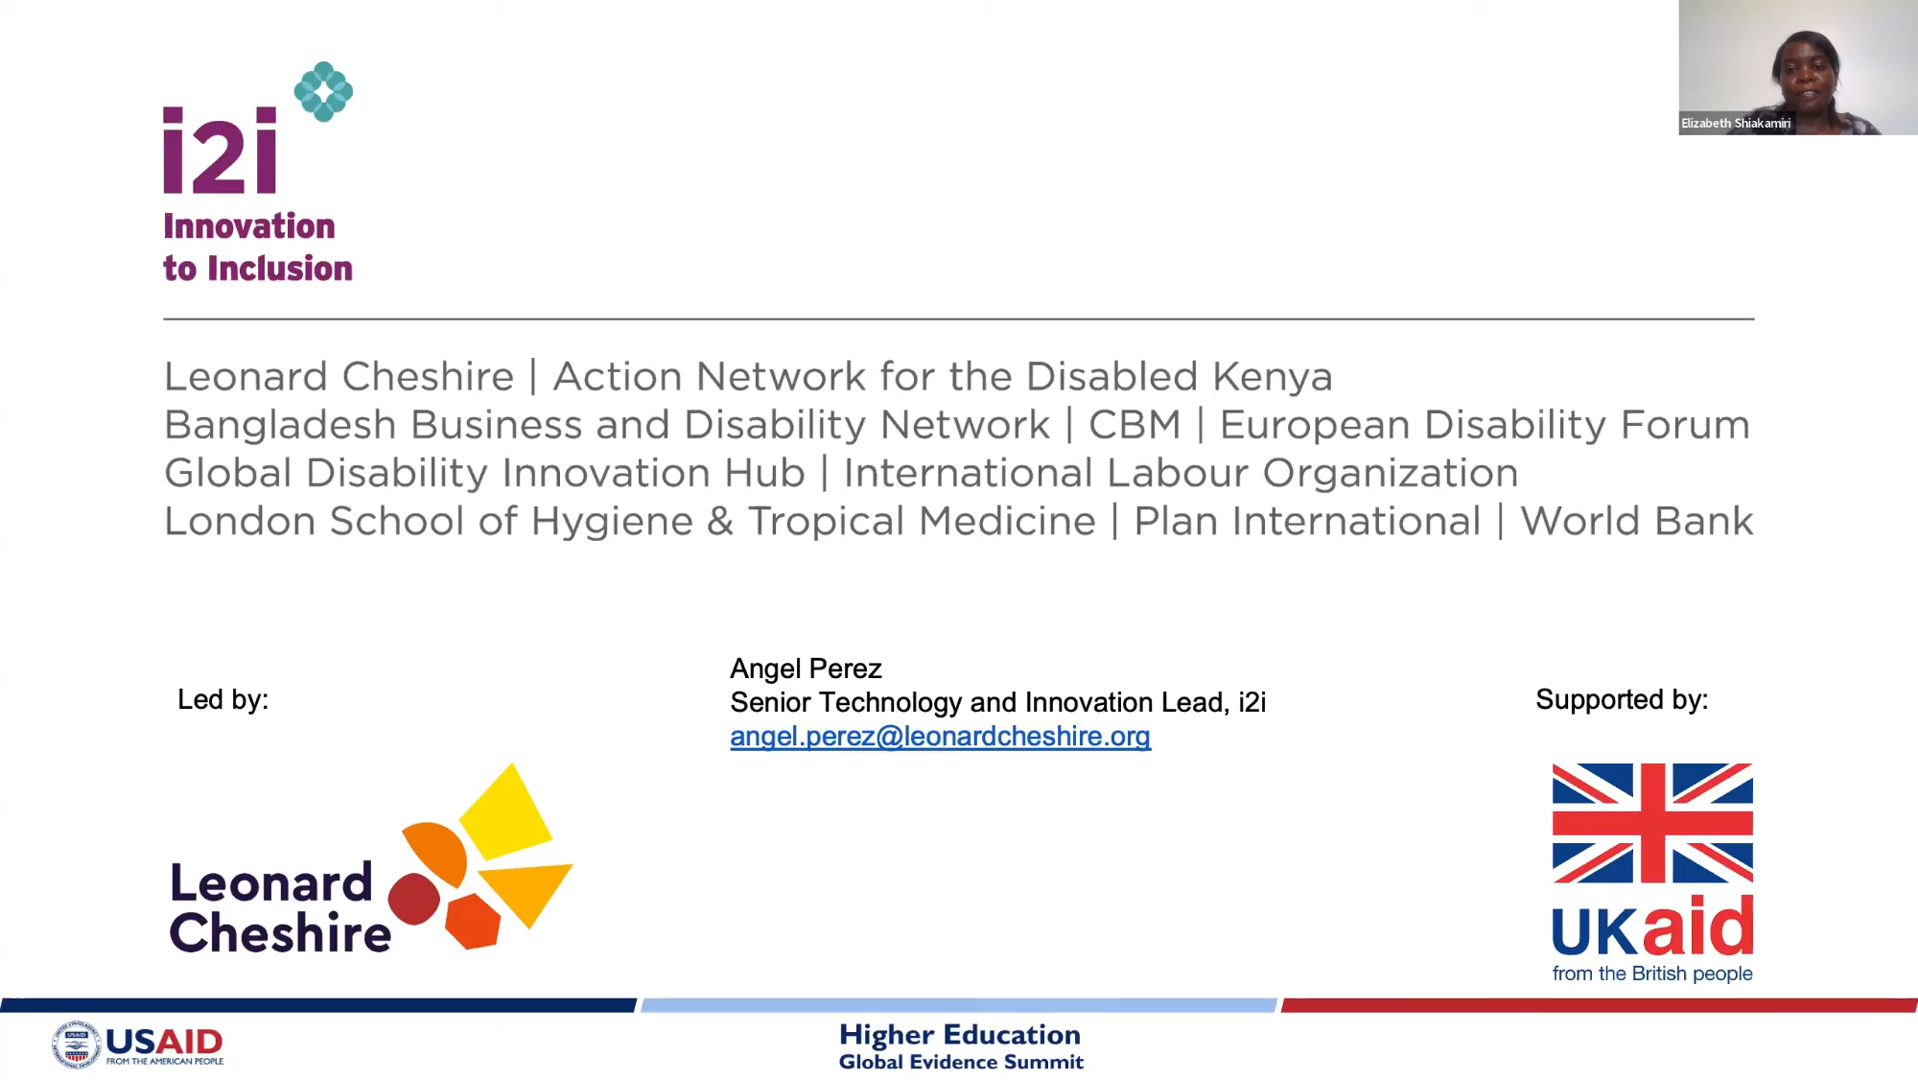 i2i
Innovation
to Inclusion
Elizabeth Shiakamiri
Leonard Cheshire | Action Network for the Disabled Kenya
Bangladesh Business and Disability Network | CBM | European Disability Forum
Global Disability Innovation Hub | International Labour Organization
London School of Hygiene & Tropical Medicine | Plan International | World Bank
Led by:
Angel Perez
Senior Technology and Innovation Lead, i2i
angel.perez@leonardcheshire.org
Supported by:
Leonard
Cheshire
UKaid
from the British people
USAID
FROM THE AMERICAN PEOPLE
Higher Education
Global Evidence Summit